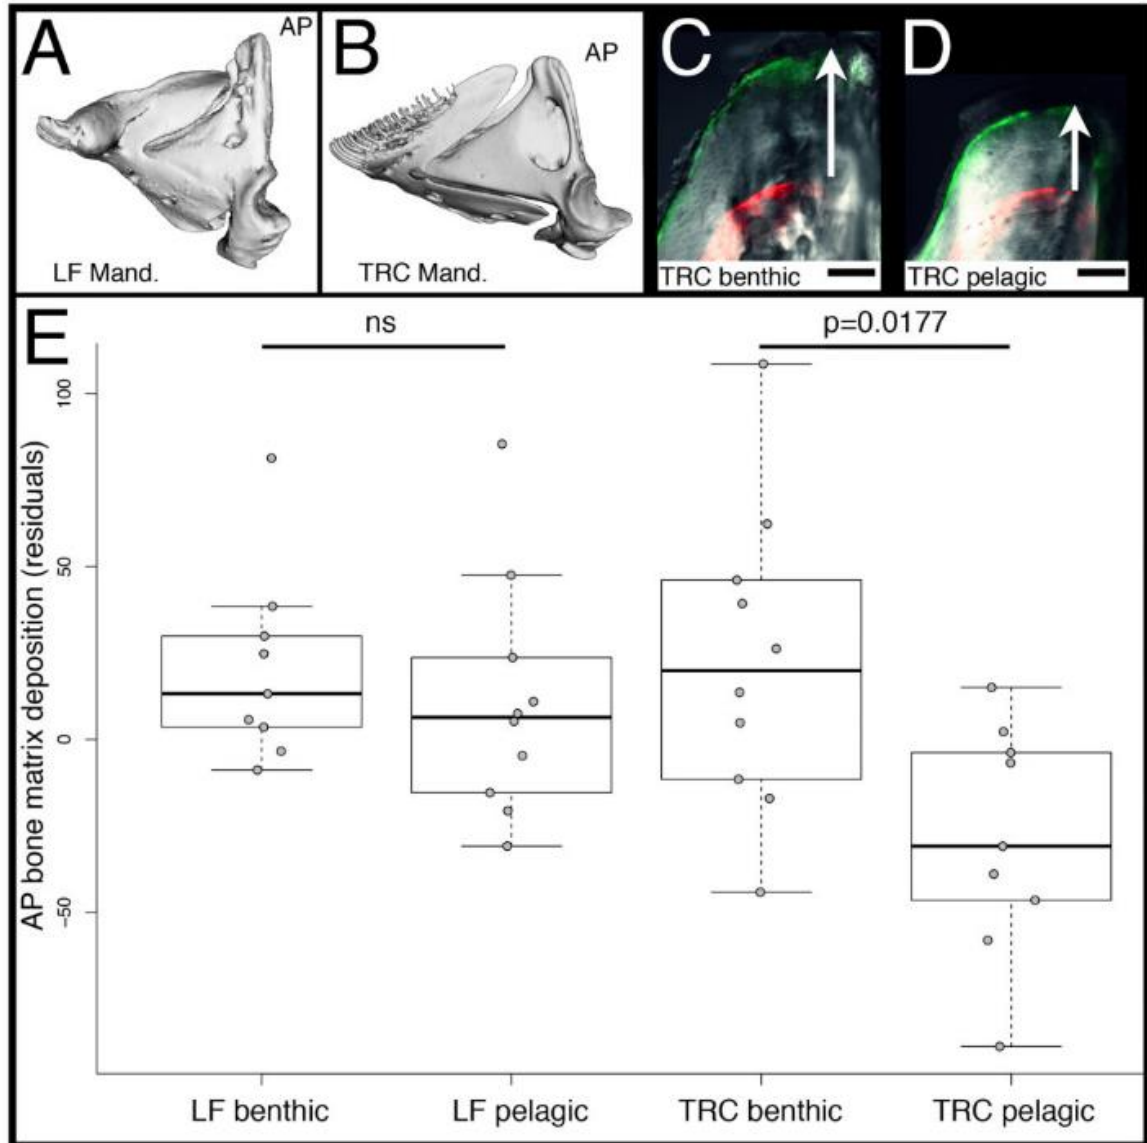 A
AP
LF Mand.
B
AP
TRC Mand.
C
TRC benthic
D
TRC pelagic
E
ns
p=0.0177
AP bone matrix deposition (residuals)
100
50
0
−50
LF benthic
LF pelagic
TRC benthic
TRC pelagic